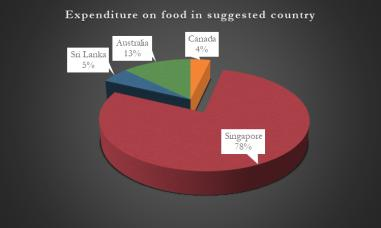 Expenditure on food in suggested country
Canada
4%
Australia
13%
Sri Lanka
5%
Singapore
78%